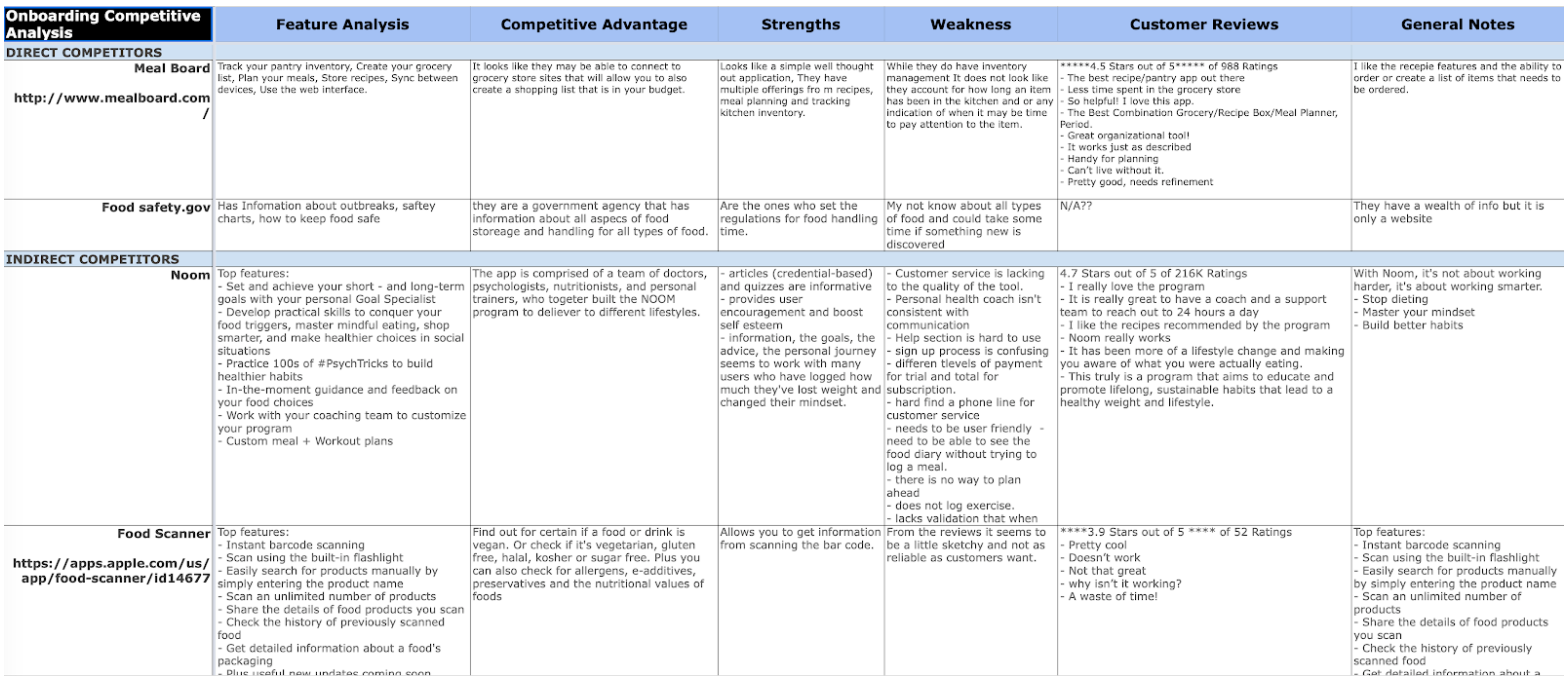 Onboarding Competitive
Analysis
Feature Analysis
Competitive Advantage
Strengths
Weakness
Customer Reviews
General Notes
DIRECT COMPETITORS
Meal Board
http://www.mealboard.com
/
Track your pantry inventory, Create your grocery
list, Plan your meals, Store recipes, Sync between
devices, Use the web interface.
It looks like they may be able to connect to
grocery store sites that will allow you to also
create a shopping list that is in your budget.
Looks like a simple well thought
out application, They have
multiple offerings fro m recipes,
meal planning and tracking
kitchen inventory.
While they do have inventory
management It does not look like
they account for how long an item
has been in the kitchen and or any
indication of when it may be time
to pay attention to the item.
*****4.5 Stars out of 5***** of 988 Ratings
- The best recipe/pantry app out there
- Less time spent in the grocery store
- So helpful! I love this app.
- The Best Combination Grocery/Recipe Box/Meal Planner,
Period.
- Great organizational tool!
- It works just as described
- Handy for planning
- Can't live without it.
- Pretty good, needs refinement
I like the recepie features and the ability to
order or create a list of items that need to
be ordered.
Food safety.gov
Has Infomation about outbreaks, saftey
charts, how to keep food safe
they are a government agency that has
information about all aspecs of food
storeage and handling for all types of food.
Are the ones who set the
regulations for food handling
time.
My not know about all types
of food and could take some
time if something new is
discovered
N/A??
They have a wealth of info but it is
only a website
INDIRECT COMPETITORS
Noom
Top features:
- Set and achieve your short - and long-term
goals with your personal Goal Specialist
- Develop practical skills to conquer your
food triggers, master mindful eating, shop
smarter, and make healthier choices in social
situations
- Practice 100s of #PsychTricks to build
healthier habits
- In-the-moment guidance and feedback on
your food choices
- Work with your coaching team to customize
your program
- Custom meal + Workout plans
The app is comprised of a team of doctors,
psychologists, nutritionists, and personal
trainers, who togeter built the NOOM
program to deliever to different lifestyles.
- articles (credential-based)
and quizzes are informative
- provides user
encouragement and boost
self esteem
- information, the goals, the
advice, the personal journey
seems to work with many
users who have logged how
much they've lost weight and
changed their mindset.
- Customer service is lacking
to the quality of the tool.
- Personal health coach isn't
consistent with
communication
- Help section is hard to use
- sign up process is confusing
- differen tlevels of payment
for trial and total for
subscription.
- hard find a phone line for
customer service
- needs to be user friendly -
need to be able to see the
food diary without trying to
log a meal.
- there is no way to plan
ahead
- does not log exercise.
- lacks validation that when
4.7 Stars out of 5 of 216K Ratings
- I really love the program
- It is really great to have a coach and a support
team to reach out to 24 hours a day
- I like the recipes recommended by the program
- Noom really works
- It has been more of a lifestyle change and making
you aware of what you were actually eating.
- This truly is a program that aims to educate and
promote lifelong, sustainable habits that lead to a
healthy weight and lifestyle.
With Noom, it's not about working
harder, it's about working smarter.
- Stop dieting
- Master your mindset
- Build better habits
Food Scanner
https://apps.apple.com/us/
app/food-scanner/id14677
Top features:
- Instant barcode scanning
- Scan using the built-in flashlight
- Easily search for products manually by
simply entering the product name
- Scan an unlimited number of products
- Share the details of food products you scan
- Check the history of previously scanned
food
- Get detailed information about a food's
packaging
- Plus useful new updates coming soon
Find out for certain if a food or drink is
vegan. Or check if it's vegetarian, gluten
free, halal, kosher or sugar free. Plus you
can also check for allergens, e-additives,
preservatives and the nutritional values of
foods
Allows you to get information
from scanning the bar code.
From the reviews it seems to
be a little sketchy and not as
reliable as customers want.
****3.9 Stars out of 5 **** of 52 Ratings
- Pretty cool
- Doesn't work
- Not that great
- why isn't it working?
- A waste of time!
Top features:
- Instant barcode scanning
- Scan using the built-in flashlight
- Easily search for products manually
by simply entering the product name
- Scan an unlimited number of
products
- Share the details of food products
you scan
- Check the history of previously
scanned food
- Get detailed information about a